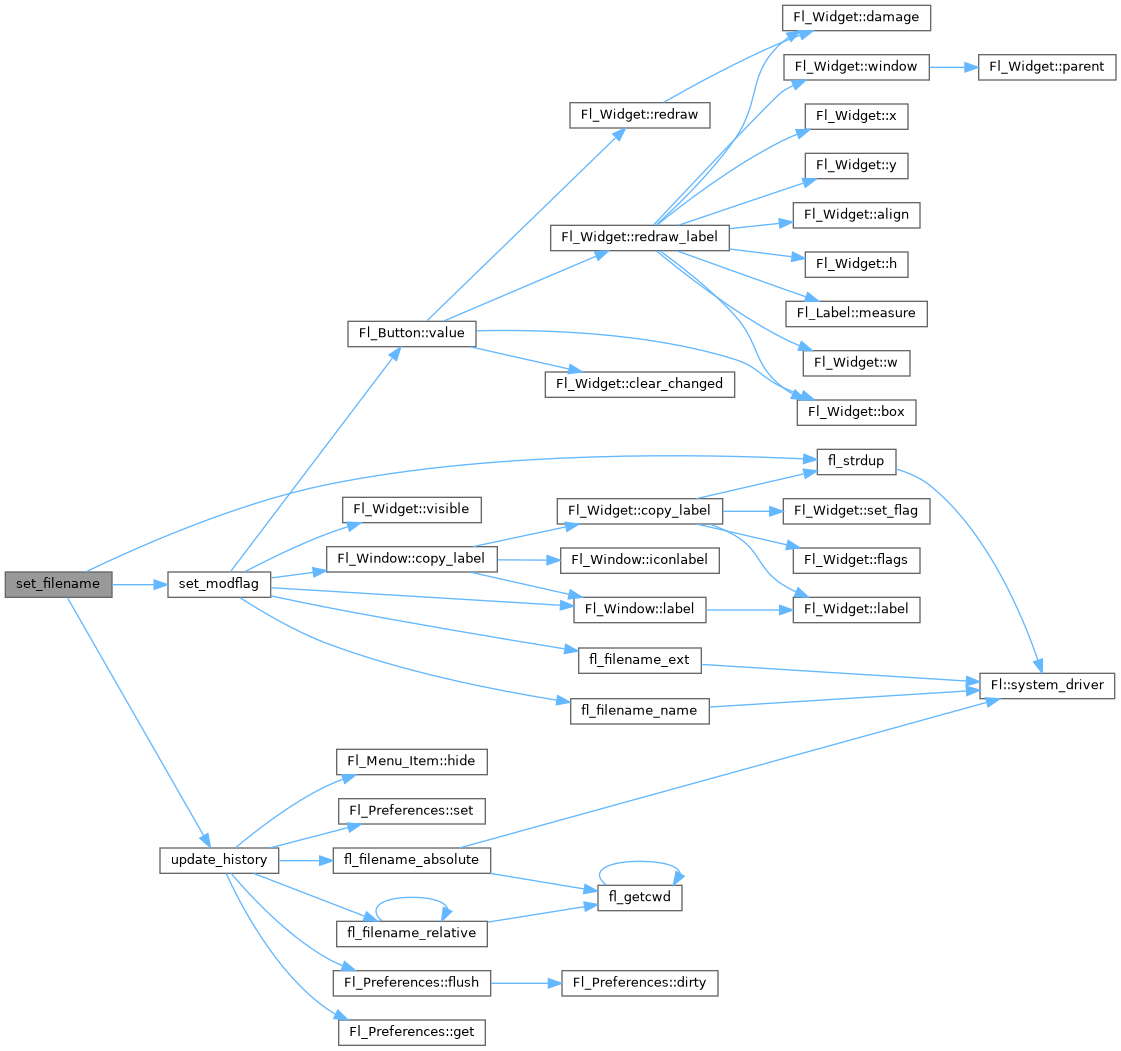 Fl_Widget::damage
Fl_Widget::window
Fl_Widget::parent
Fl_Widget::redraw
Fl_Widget::x
Fl_Widget::y
Fl_Widget::align
Fl_Widget::redraw_label
Fl_Widget::h
Fl_Label::measure
Fl_Button::value
Fl_Widget::w
Fl_Widget::clear_changed
Fl_Widget::box
fl_strdup
Fl_Widget::visible
Fl_Widget::copy_label
Fl_Widget::set_flag
Fl_Window::copy_label
Fl_Window::iconlabel
Fl_Widget::flags
set_filename
set_modflag
Fl_Window::label
Fl_Widget::label
fl_filename_ext
Fl::system_driver
fl_filename_name
Fl_Menu_Item::hide
Fl_Preferences::set
update_history
fl_filename_absolute
fl_getcwd
fl_filename_relative
Fl_Preferences::flush
Fl_Preferences::dirty
Fl_Preferences::get